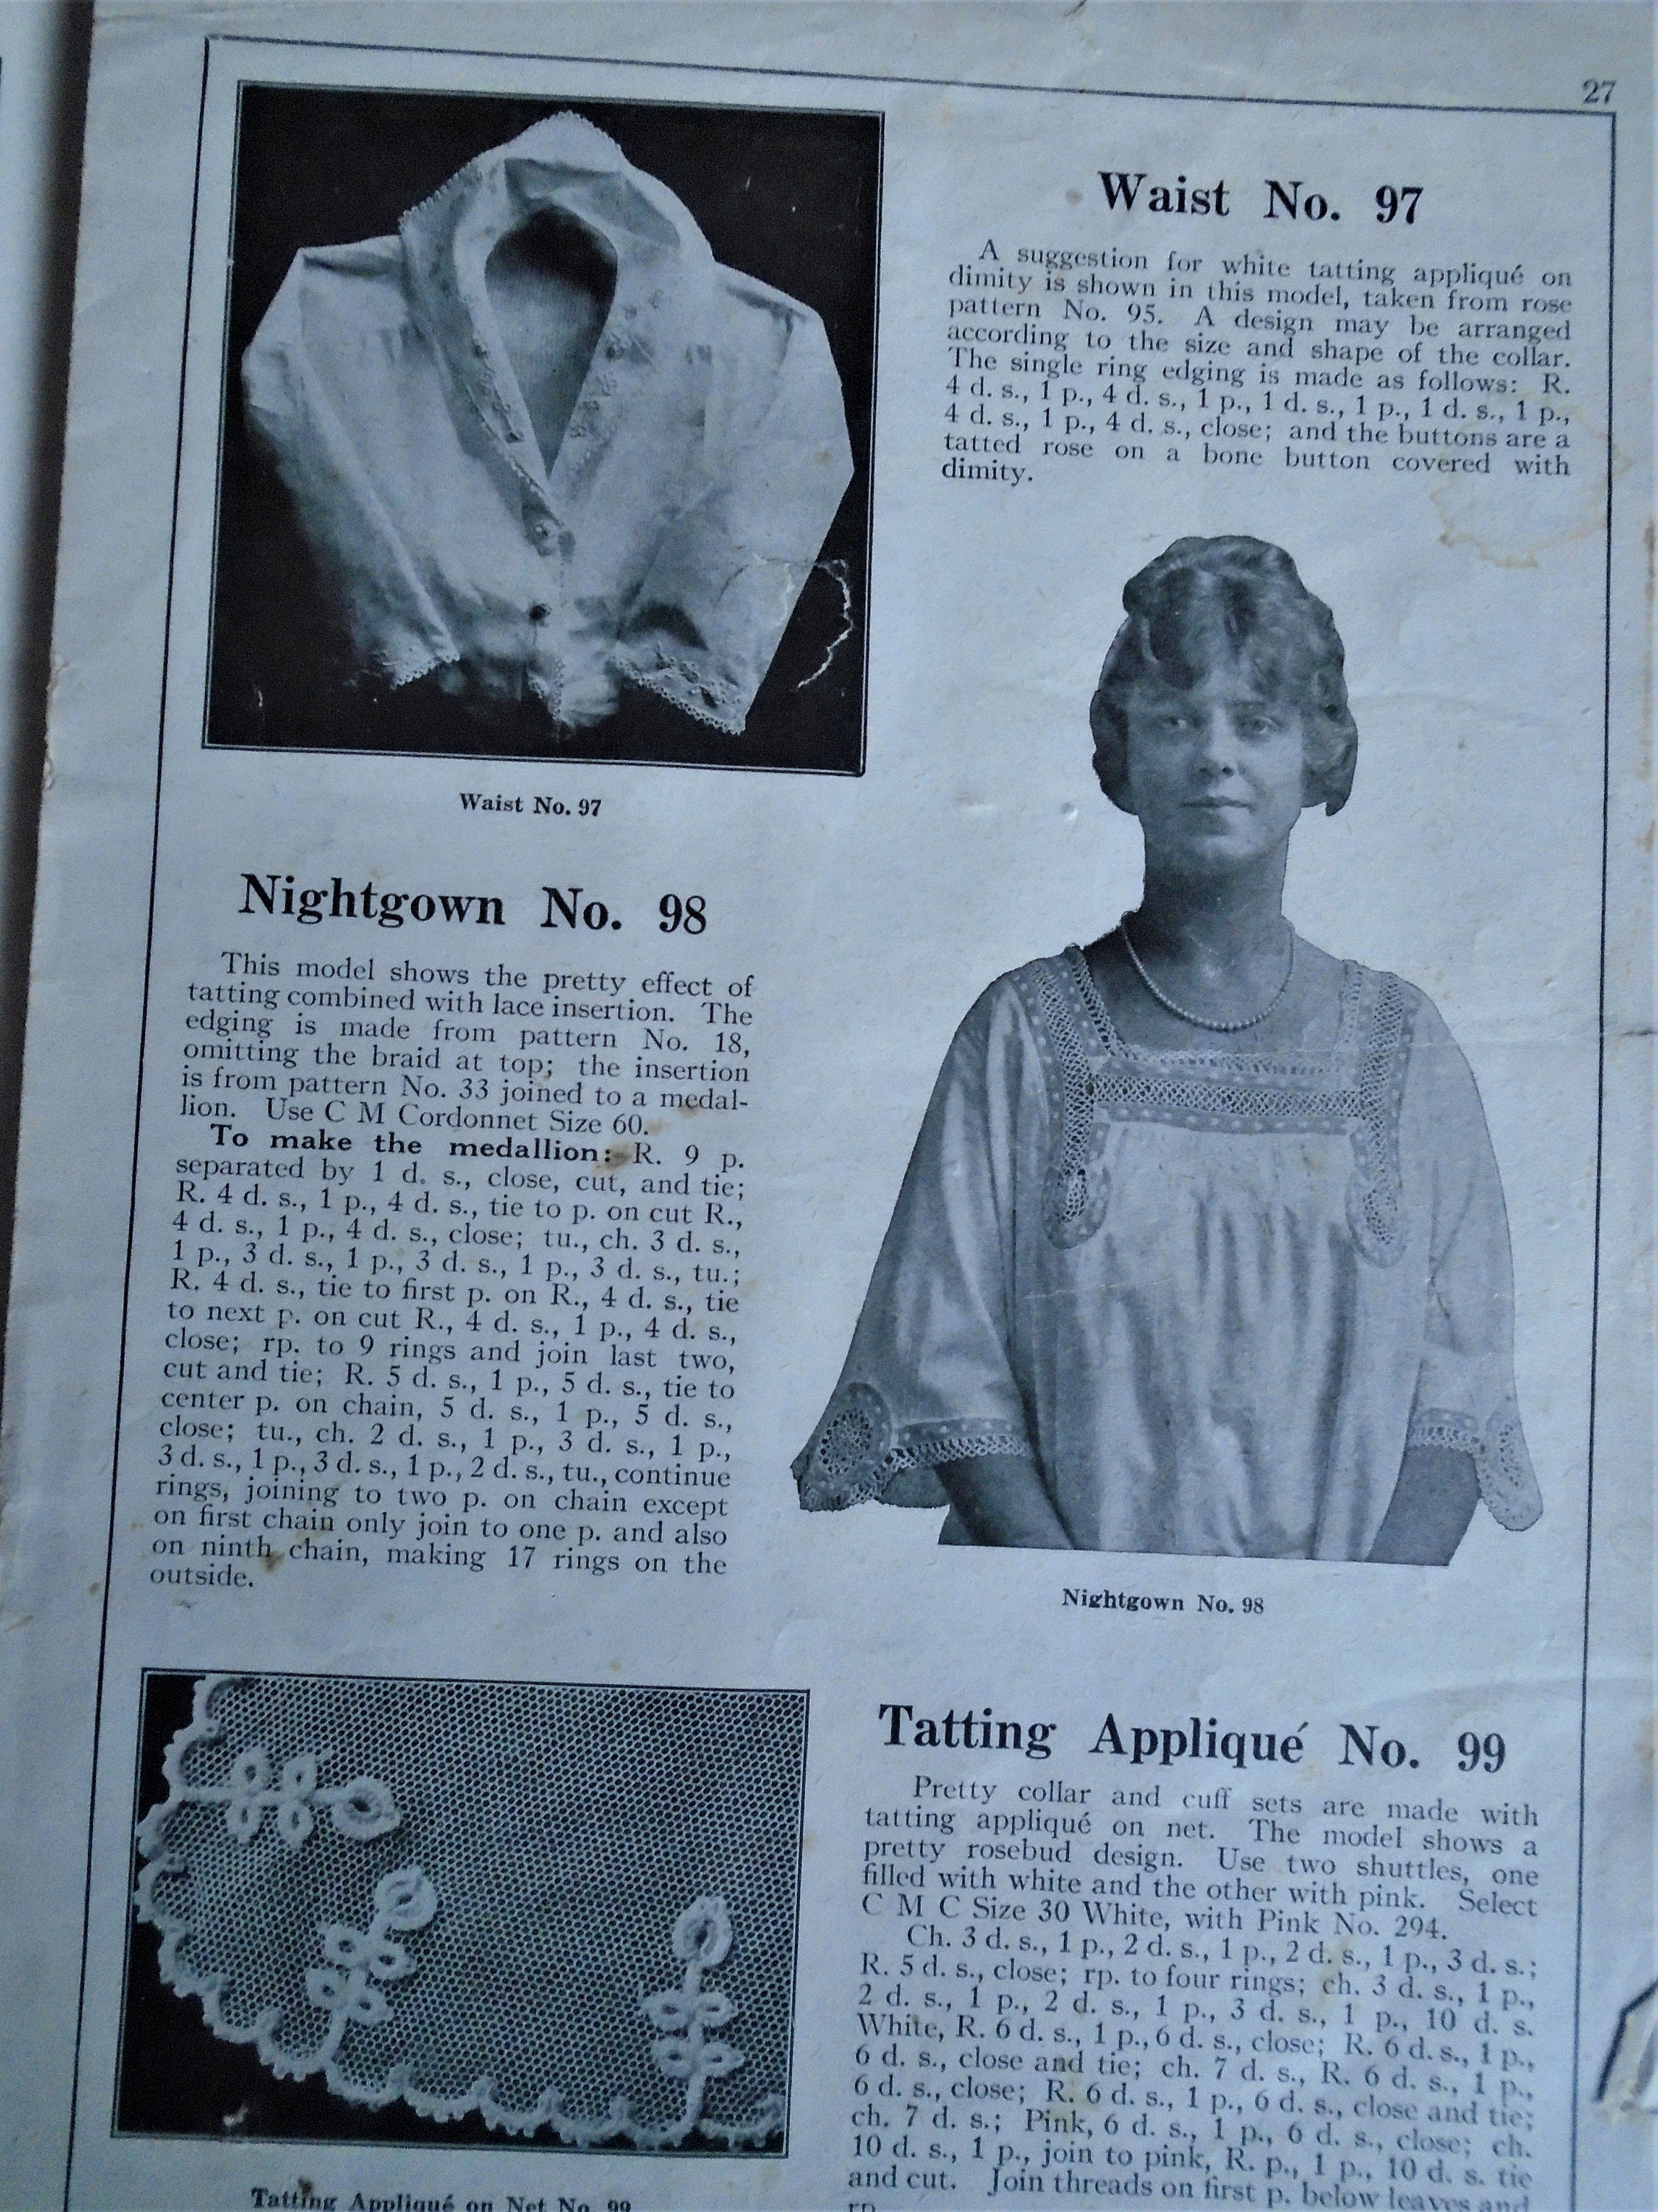 27
Waist No. 97
A suggestion for white tatting appliqué on
dimity is shown in this model, taken from rose
pattern No. 95. A design may be arranged
according to the size and shape of the collar.
The single ring edging is made as follows: R.
4 d. s., 1 p., 4 d. s., 1 p., 1 d. s., 1 p., 1 d. s., 1 p.,
4 d. s., 1 p., 4 d. s., close; and the buttons are a
tatted rose on a bone button covered with
dimity.
Waist No. 97
Nightgown No. 98
This model shows the pretty effect of
tatting combined with lace insertion. The
edging is made from pattern No. 18,
omitting the braid at top; the insertion
is from pattern No. 33 joined to a medal-
lion. Use C M Cordonnet Size 60.
To make the medallion: R. 9 p.
separated by 1 d. s., close, cut, and tie;
R. 4 d. s., 1 p., 4 d. s., tie to p. on cut R.,
4 d. s., 1 p., 4 d. s., close; tu., ch. 3 d. s.,
1 p., 3 d. s., 1 p., 3 d. s., 1 p., 3 d. s., tu.;
R. 4 d. s., tie to first p. on R., 4 d. s., tie
to next p. on cut R., 4 d. s., 1 p., 4 d. s.,
close; rp. to 9 rings and join last two,
cut and tie; R. 5 d. s., 1 p., 5 d. s., tie to
center p. on chain, 5 d. s., 1 p., 5 d. s.,
close; tu., ch. 2 d. s., 1 p., 3 d. s., 1 p.,
3 d. s., 1 p., 3 d. s., 1 p., 2 d. s., tu., continue
rings, joining to two p. on chain except
on first chain only join to one p. and also
on ninth chain, making 17 rings on the
outside.
Nightgown No. 98
Tatting Appliqué No. 99
Pretty collar and cuff sets are made with
tatting appliqué on net. The model shows a
pretty rosebud design. Use two shuttles, one
filled with white and the other with pink. Select
C M C Size 30 White, with Pink No. 294.
Ch. 3 d. s., 1 p., 2 d. s., 1 p., 2 d. s., 1 p., 3 d. s.;
R. 5 d. s., close; rp. to four rings; ch. 3 d. s., 1 p.,
2 d. s., 1 p., 2 d. s., 1 p., 3 d. s., 1 p., 10 d. s.
White, R. 6 d. s., 1 p., 6 d. s., close; R. 6 d. s., 1 p.,
6 d. s., close and tie; ch. 7 d. s., R. 6 d. s., 1 p.,
6 d. s., close; R. 6 d. s., 1 p., 6 d. s., close and tie;
ch. 7 d. s.; Pink, 6 d. s., 1 p., 6 d. s., close; ch.
10 d. s., 1 p., join to pink, R. p., 1 p., 10 d. s. tie
and cut. Join threads on first p. below leaves and
rp.
Tatting Appliqué on Net No. 99